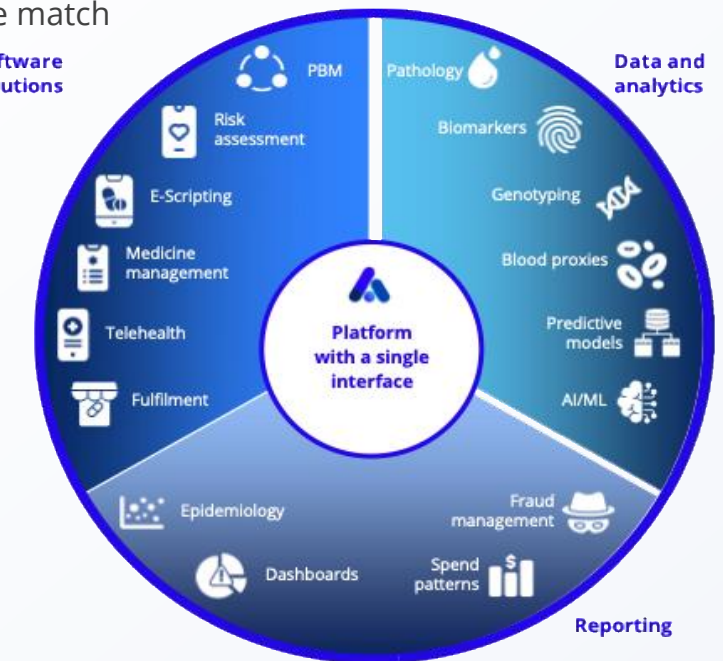 e match
ftware
utions
PBM
Risk
assessment
E-Scripting
Medicine
management
Telehealth
Fulfilment
Pathology
Biomarkers
Genotyping
Blood proxies
Predictive
models
AI/ML
Data and
analytics
Platform
with a single
interface
Epidemiology
Dashboards
Fraud
management
Spend
patterns
$
Reporting